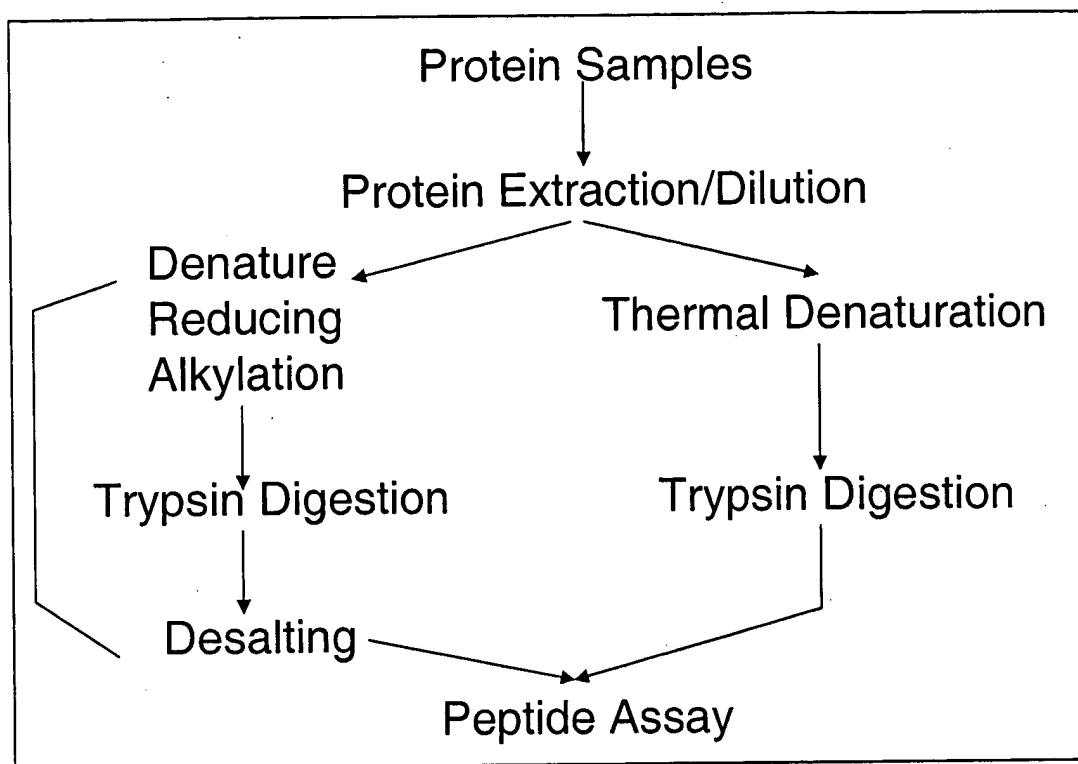 Protein Samples
Protein Extraction/Dilution
Denature
Reducing
Alkylation
Thermal Denaturation
Trypsin Digestion
Trypsin Digestion
Desalting
Peptide Assay